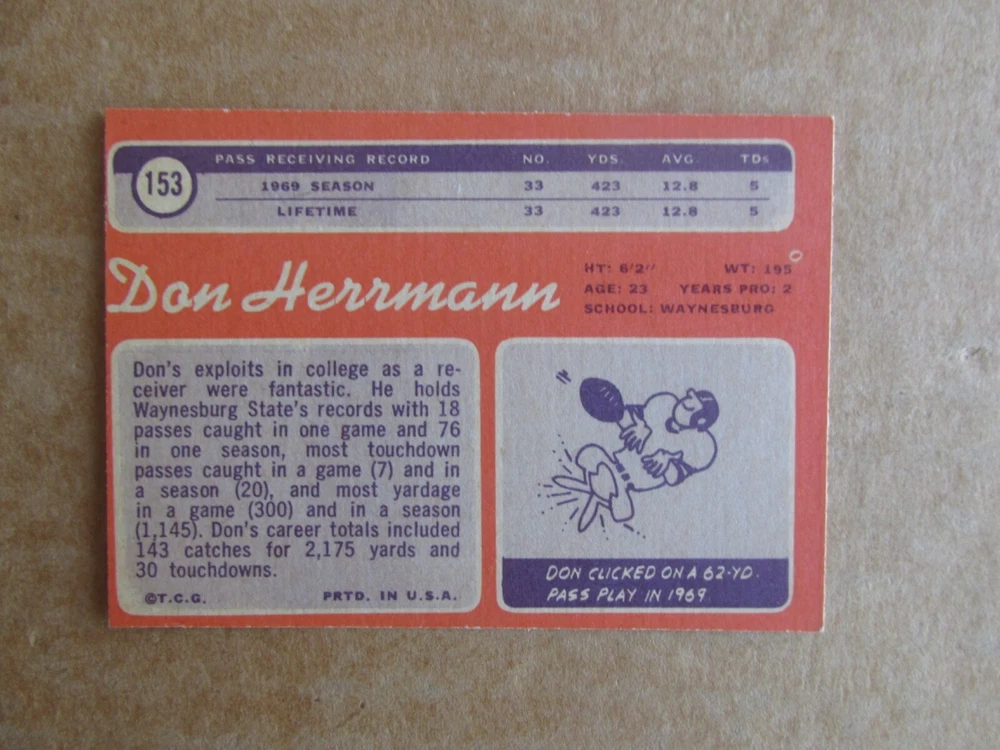 153
PASS RECEIVING RECORD NO. YDS. AVG. TDs
1969 SEASON 33 423 12.8 5
LIFETIME 33 423 12.8 5
Don Herrmann
HT: 6'2" WT: 195
AGE: 23 YEARS PRO: 2
SCHOOL: WAYNESBURG
Don's exploits in college as a re-
ceiver were fantastic. He holds
Waynesburg State's records with 18
passes caught in one game and 76
in one season, most touchdown
passes caught in a game (7) and in
a season (20), and most yardage
in a game (300) and in a season
(1,145). Don's career totals included
143 catches for 2,175 yards and
30 touchdowns.
©T.C.G. PRTD. IN U.S.A.
DON CLICKED ON A 62-YD.
PASS PLAY IN 1969